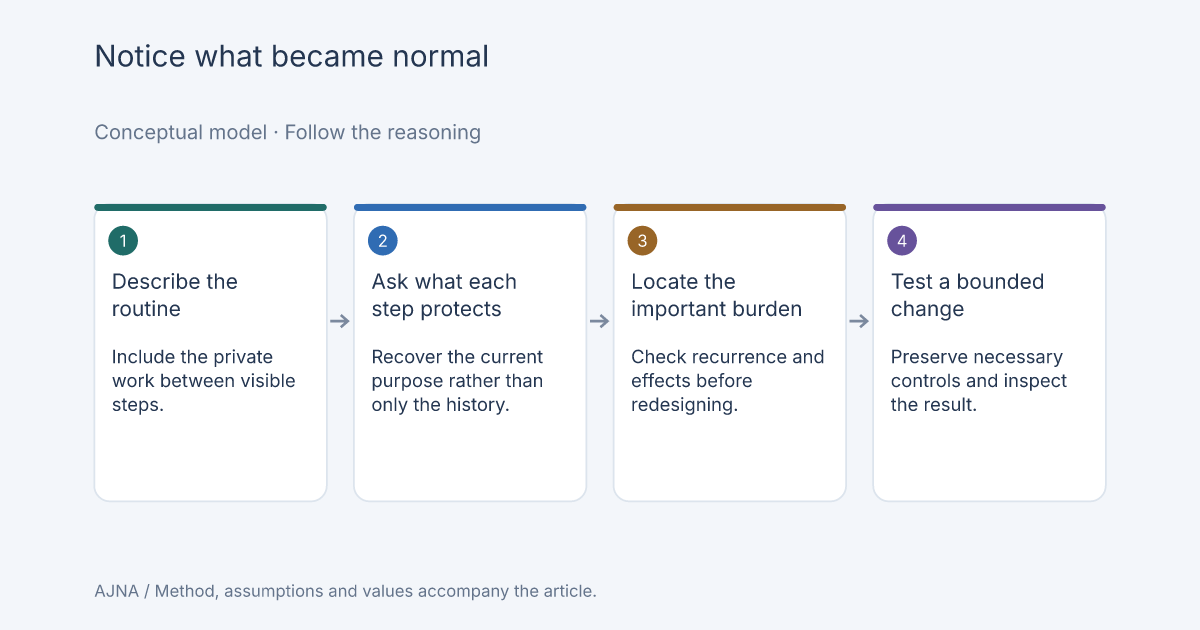 Notice what became normal
Conceptual model · Follow the reasoning
1
Describe the
routine
Include the private
work between visible
steps.
2
Ask what each
step protects
Recover the current
purpose rather than
only the history.
3
Locate the
important burden
Check recurrence and
effects before
redesigning.
4
Test a bounded
change
Preserve necessary
controls and inspect
the result.
AJNA / Method, assumptions and values accompany the article.